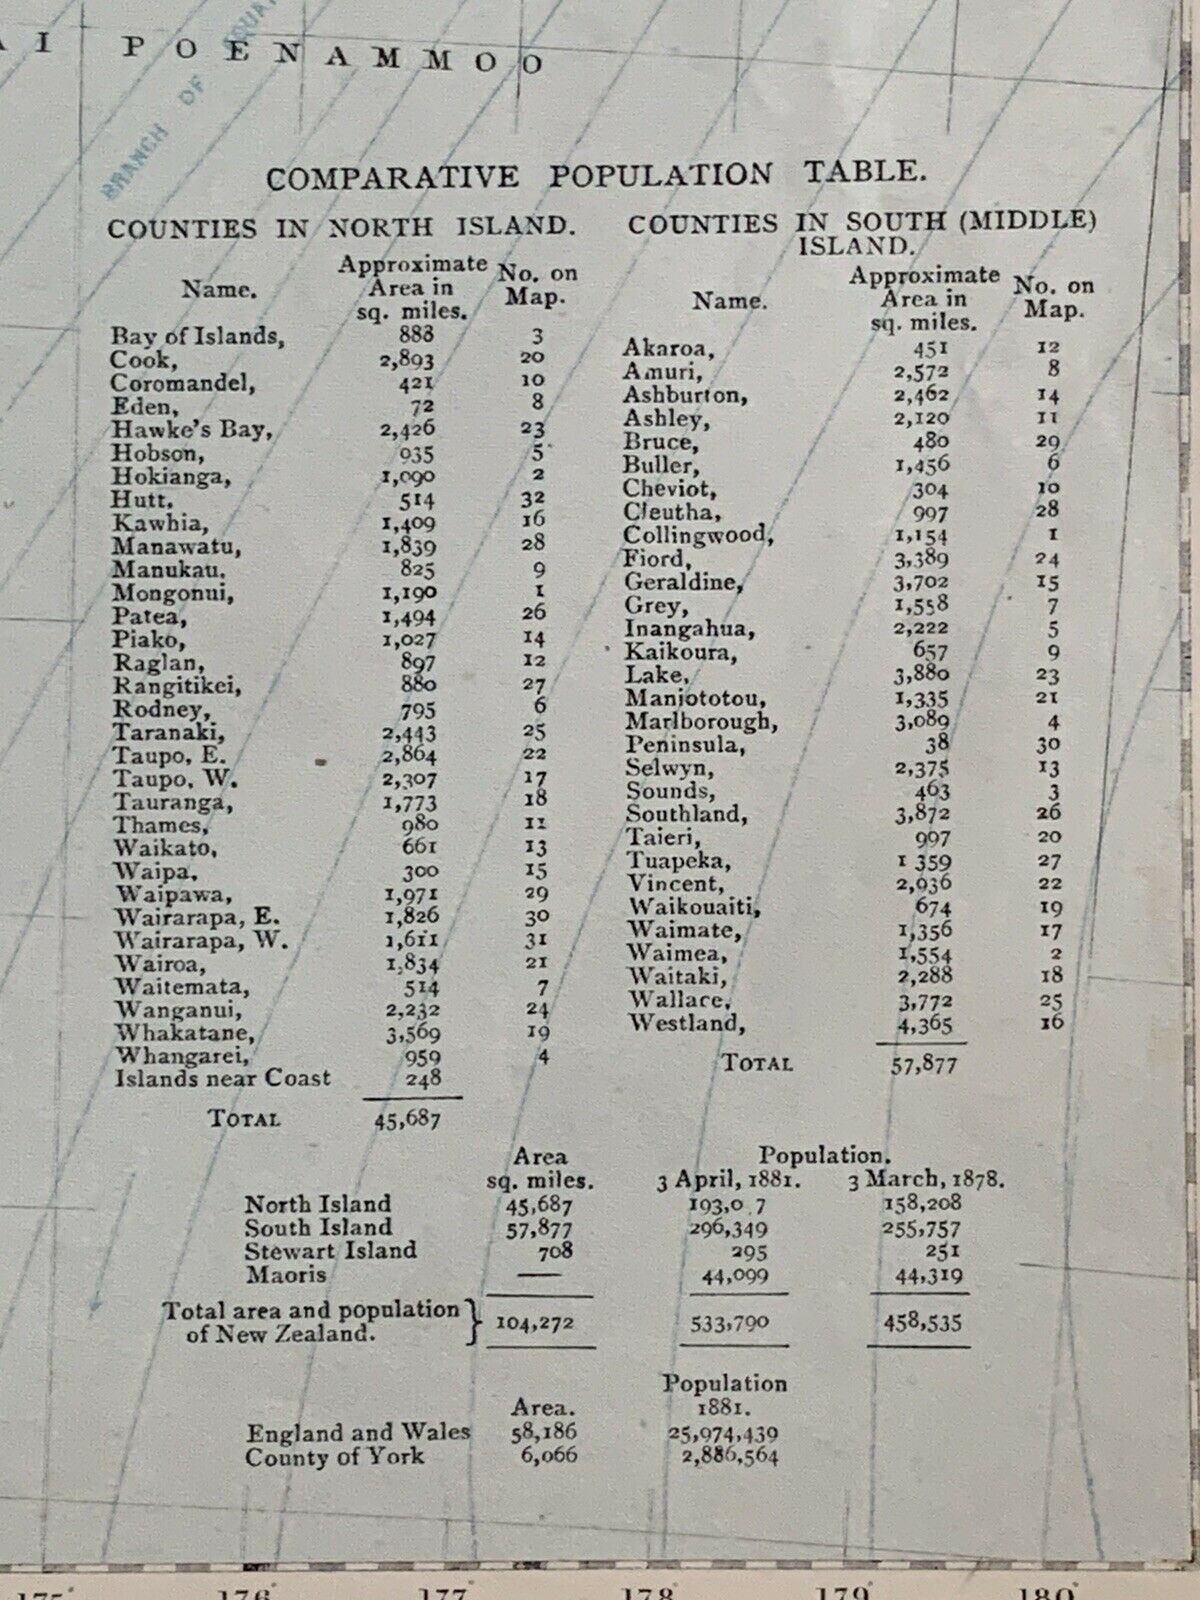 AI POENAMMOO
BRANCH OF
COMPARATIVE POPULATION TABLE.
COUNTIES IN NORTH ISLAND.
Name. Approximate Area in sq. miles. No. on Map.
Bay of Islands, 888 3
Cook, 2,893 20
Coromandel, 421 10
Eden, 72 8
Hawke's Bay, 2,426 23
Hobson, 935 5
Hokianga, 1,090 2
Hutt, 514 32
Kawhia, 1,409 16
Manawatu, 1,839 28
Manukau, 825 9
Mongonui, 1,190 1
Patea, 1,494 26
Piako, 1,027 14
Raglan, 897 12
Rangitikei, 880 27
Rodney, 795 6
Taranaki, 2,443 25
Taupo, E. 2,864 22
Taupo, W. 2,307 17
Tauranga, 1,773 18
Thames, 980 11
Waikato, 661 13
Waipa, 300 15
Waipawa, 1,971 29
Wairarapa, E. 1,826 30
Wairarapa, W. 1,611 31
Wairoa, 1,834 21
Waitemata, 514 7
Wanganui, 2,232 24
Whakatane, 3,569 19
Whangarei, 959 4
Islands near Coast 248
TOTAL 45,687
COUNTIES IN SOUTH (MIDDLE)
ISLAND.
Name. Approximate Area in sq. miles. No. on Map.
Akaroa, 451 12
Amuri, 2,572 8
Ashburton, 2,462 14
Ashley, 2,120 11
Bruce, 480 29
Buller, 1,456 6
Cheviot, 304 10
Clutha, 997 28
Collingwood, 1,154 1
Fiord, 3,389 24
Geraldine, 3,702 15
Grey, 1,558 7
Inangahua, 2,222 5
Kaikoura, 657 9
Lake, 3,880 23
Maniototou, 1,335 21
Marlborough, 3,089 4
Peninsula, 38 30
Selwyn, 2,375 13
Sounds, 463 3
Southland, 3,872 26
Taieri, 997 20
Tuapeka, 1 359 27
Vincent, 2,936 22
Waikouaiti, 674 19
Waimate, 1,356 17
Waimea, 1,554 2
Waitaki, 2,288 18
Wallace, 3,772 25
Westland, 4,365 16
TOTAL 57,877
Area Population.
sq. miles. 3 April, 1881. 3 March, 1878.
North Island 45,687 193,0 7 158,208
South Island 57,877 296,349 255,757
Stewart Island 708 295 251
Maoris — 44,099 44,319
Total area and population
of New Zealand. } 104,272 533,790 458,535
Population
Area. 1881.
England and Wales 58,186 25,974,439
County of York 6,066 2,886,564
175° 176° 177° 178° 179° 180°